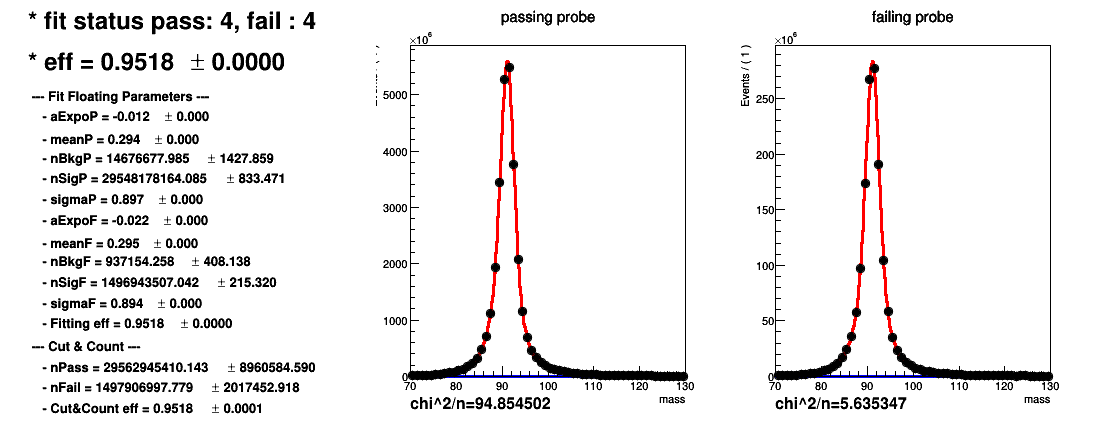 * fit status pass: 4, fail : 4
* eff = 0.9518 ± 0.0000
--- Fit Floating Parameters ---
- aExpoP = -0.012 ± 0.000
- meanP = 0.294 ± 0.000
- nBkgP = 14676677.985 ± 1427.859
- nSigP = 29548178164.085 ± 833.471
- sigmaP = 0.897 ± 0.000
- aExpoF = -0.022 ± 0.000
- meanF = 0.295 ± 0.000
- nBkgF = 937154.258 ± 408.138
- nSigF = 1496943507.042 ± 215.320
- sigmaF = 0.894 ± 0.000
- Fitting eff = 0.9518 ± 0.0000
--- Cut & Count ---
- nPass = 29562945410.143 ± 8960584.590
- nFail = 1497906997.779 ± 2017452.918
- Cut&Count eff = 0.9518 ± 0.0001
passing probe
×10^6
5000
4000
3000
2000
1000
0
70 80 90 100 110 120 130
mass
chi^2/n=94.854502
failing probe
×10^6
Events / ( 1 )
250
200
150
100
50
0
70 80 90 100 110 120 130
mass
chi^2/n=5.635347